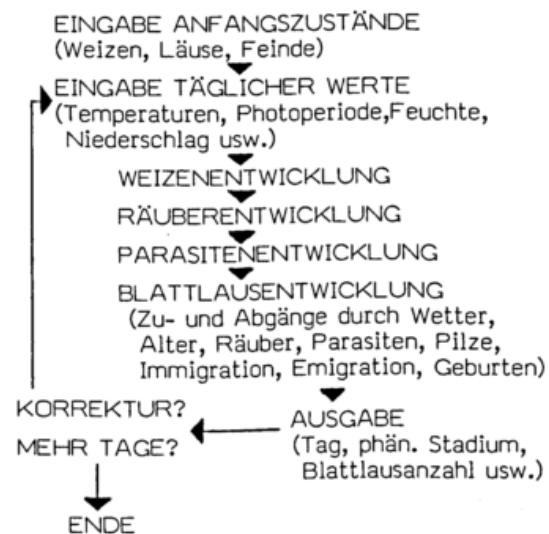 EINGABE ANFANGSZUSTÄNDE
(Weizen, Läuse, Feinde)
EINGABE TÄGLICHER WERTE
(Temperaturen, Photoperiode,Feuchte,
Niederschlag usw.)
WEIZENENTWICKLUNG
RÄUBERENTWICKLUNG
PARASITENENTWICKLUNG
BLATTLAUSENTWICKLUNG
(Zu- und Abgänge durch Wetter,
Alter, Räuber, Parasiten, Pilze,
Immigration, Emigration, Geburten)
KORREKTUR?
MEHR TAGE?
AUSGABE
(Tag, phän. Stadium,
Blattlausanzahl usw.)
ENDE